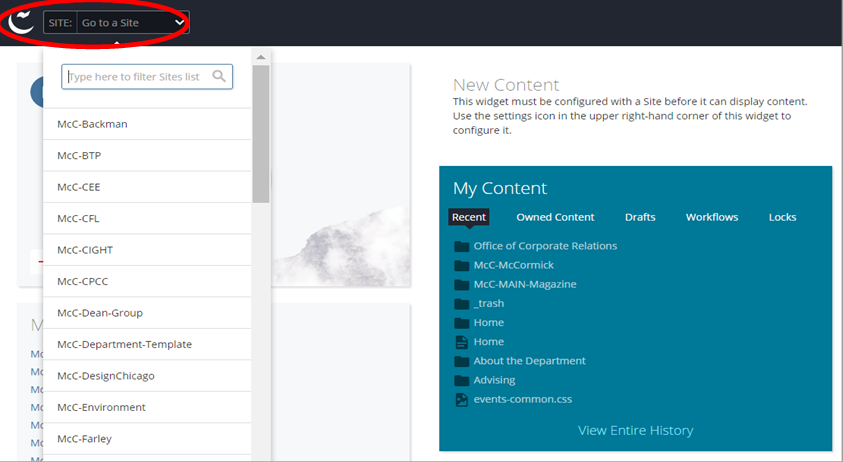 SITE: Go to a Site
Type here to filter Sites list
McC-Backman
McC-BTP
McC-CEE
McC-CFL
McC-CIGHT
McC-CPCC
McC-Dean-Group
McC-Department-Template
McC-DesignChicago
McC-Environment
McC-Farley
New Content
This widget must be configured with a Site before it can display content.
Use the settings icon in the upper right-hand corner of this widget to
configure it.
My Content
Recent Owned Content Drafts Workflows Locks
Office of Corporate Relations
McC-McCormick
McC-MAIN-Magazine
_trash
Home
Home
About the Department
Advising
events-common.css
View Entire History